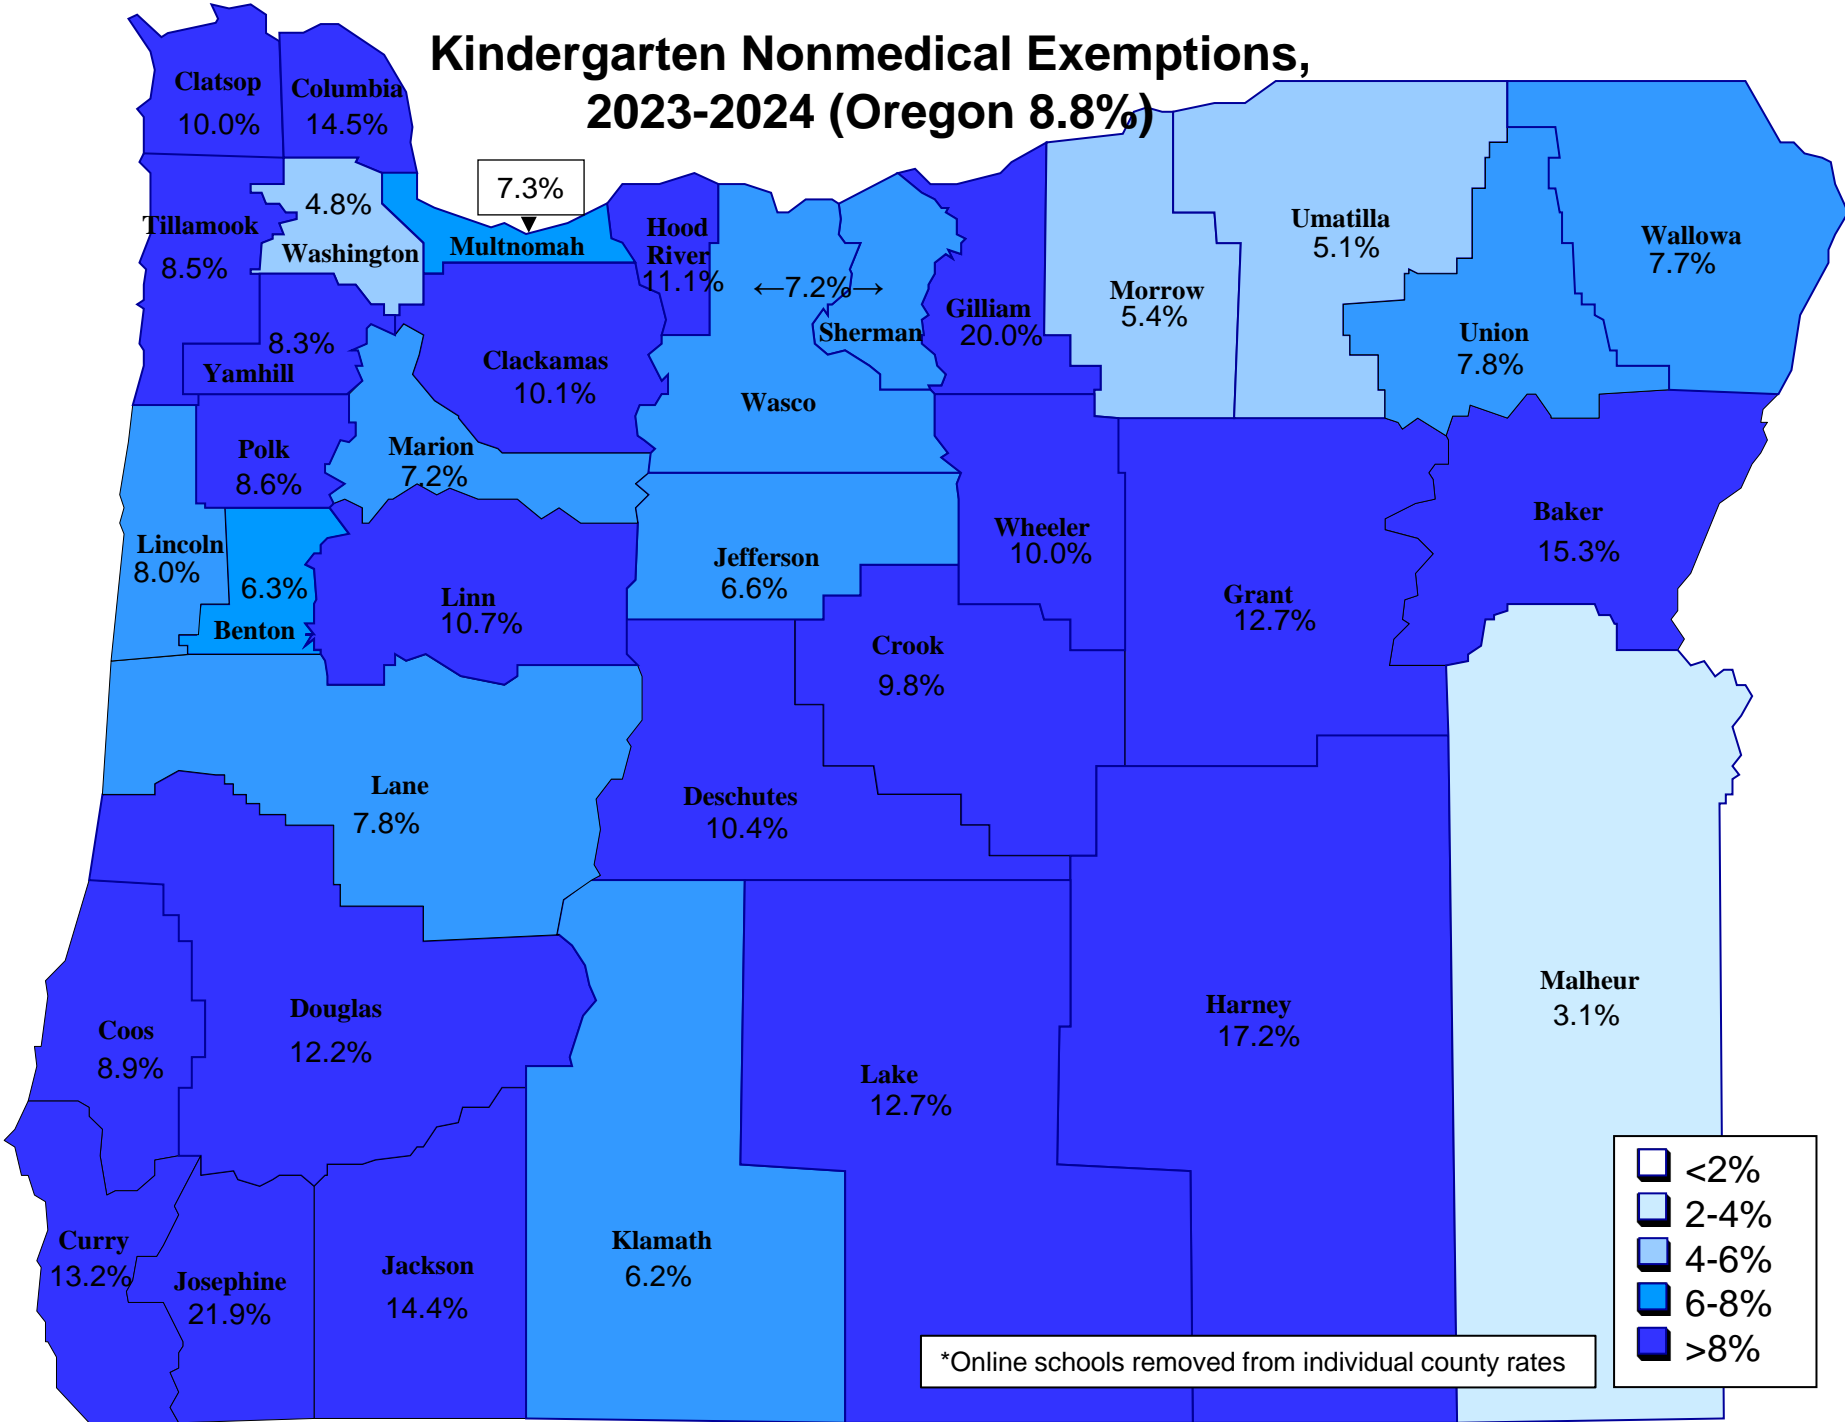 Kindergarten Nonmedical Exemptions,
2023-2024 (Oregon 8.8%)
Clatsop
10.0%
Columbia
14.5%
Tillamook
8.5%
4.8%
Washington
7.3%
Multnomah
Hood
River
11.1%
←7.2%→
Sherman
Wasco
Gilliam
20.0%
Morrow
5.4%
Umatilla
5.1%
Wallowa
7.7%
Union
7.8%
8.3%
Yamhill
Clackamas
10.1%
Polk
8.6%
Marion
7.2%
Lincoln
8.0%
6.3%
Benton
Linn
10.7%
Jefferson
6.6%
Wheeler
10.0%
Grant
12.7%
Baker
15.3%
Crook
9.8%
Lane
7.8%
Deschutes
10.4%
Coos
8.9%
Douglas
12.2%
Lake
12.7%
Harney
17.2%
Malheur
3.1%
Curry
13.2%
Josephine
21.9%
Jackson
14.4%
Klamath
6.2%
<2%
2-4%
4-6%
6-8%
>8%
*Online schools removed from individual county rates